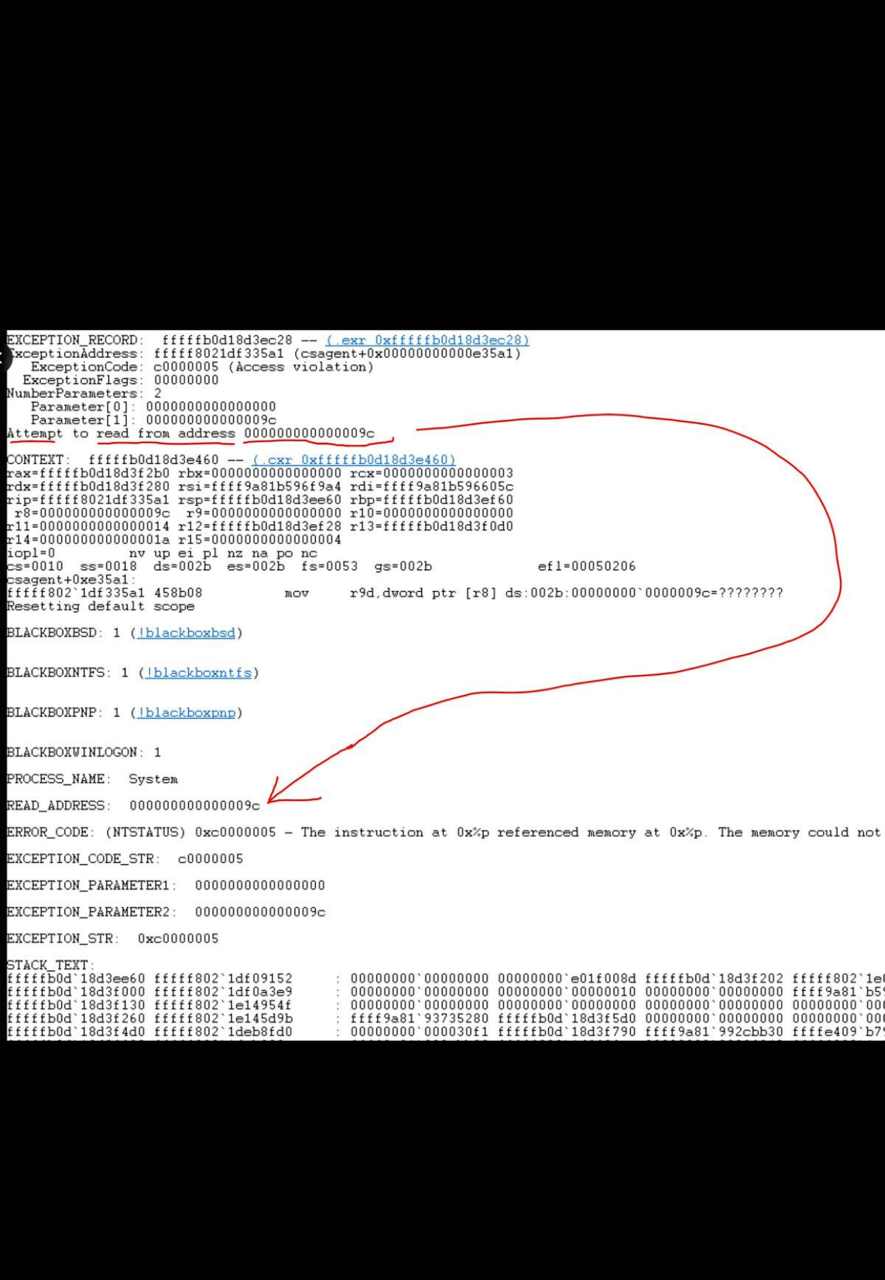 EXCEPTION_RECORD:  fffffb0d18d3ec28 -- (.exr 0xfffffb0d18d3ec28)
ExceptionAddress: fffff8021df335a1 (csagent+0x00000000000e35a1)
ExceptionCode: c0000005 (Access violation)
ExceptionFlags: 00000000
NumberParameters: 2
Parameter[0]: 0000000000000000
Parameter[1]: 000000000000009c
Attempt to read from address 000000000000009c
CONTEXT:  fffffb0d18d3e460 -- (.cxr 0xfffffb0d18d3e460)
rax=fffffb0d18d3f2b0 rbx=0000000000000000 rcx=0000000000000003
rdx=fffffb0d18d3f280 rsi=ffff9a81b596f9a4 rdi=ffff9a81b596605c
rip=fffff8021df335a1 rsp=fffffb0d18d3ee60 rbp=fffffb0d18d3ef60
r8=000000000000009c  r9=0000000000000000 r10=0000000000000000
r11=0000000000000014 r12=fffffb0d18d3ef28 r13=fffffb0d18d3f0d0
r14=000000000000001a r15=0000000000000004
iopl=0         nv up ei pl nz na po nc
cs=0010  ss=0018  ds=002b  es=002b  fs=0053  gs=002b             efl=00050206
csagent+0xe35a1:
fffff802`1df335a1 458b08          mov     r9d,dword ptr [r8] ds:002b:00000000`0000009c=????????
Resetting default scope
BLACKBOXBSD: 1 (!blackboxbsd)
BLACKBOXNTFS: 1 (!blackboxntfs)
BLACKBOXPNP: 1 (!blackboxpnp)
BLACKBOXWINLOGON: 1
PROCESS_NAME:  System
READ_ADDRESS:  000000000000009c
ERROR_CODE: (NTSTATUS) 0xc0000005 - The instruction at 0x%p referenced memory at 0x%p. The memory could not
EXCEPTION_CODE_STR:  c0000005
EXCEPTION_PARAMETER1:  0000000000000000
EXCEPTION_PARAMETER2:  000000000000009c
EXCEPTION_STR:  0xc0000005
STACK_TEXT:
fffffb0d`18d3ee60 fffff802`1df09152     : 00000000`00000000 00000000`e01f008d fffffb0d`18d3f202 fffff802`1e
fffffb0d`18d3f000 fffff802`1df0a3e9     : 00000000`00000000 00000000`00000010 00000000`00000000 ffff9a81`b5
fffffb0d`18d3f130 fffff802`1e14954f     : 00000000`00000000 00000000`00000000 00000000`00000000 00000000`00
fffffb0d`18d3f260 fffff802`1e145d9b     : ffff9a81`93735280 fffffb0d`18d3f5d0 00000000`00000000 00000000`00
fffffb0d`18d3f4d0 fffff802`1deb8fd0     : 00000000`000030f1 fffffb0d`18d3f790 ffff9a81`992cbb30 ffffe409`b7